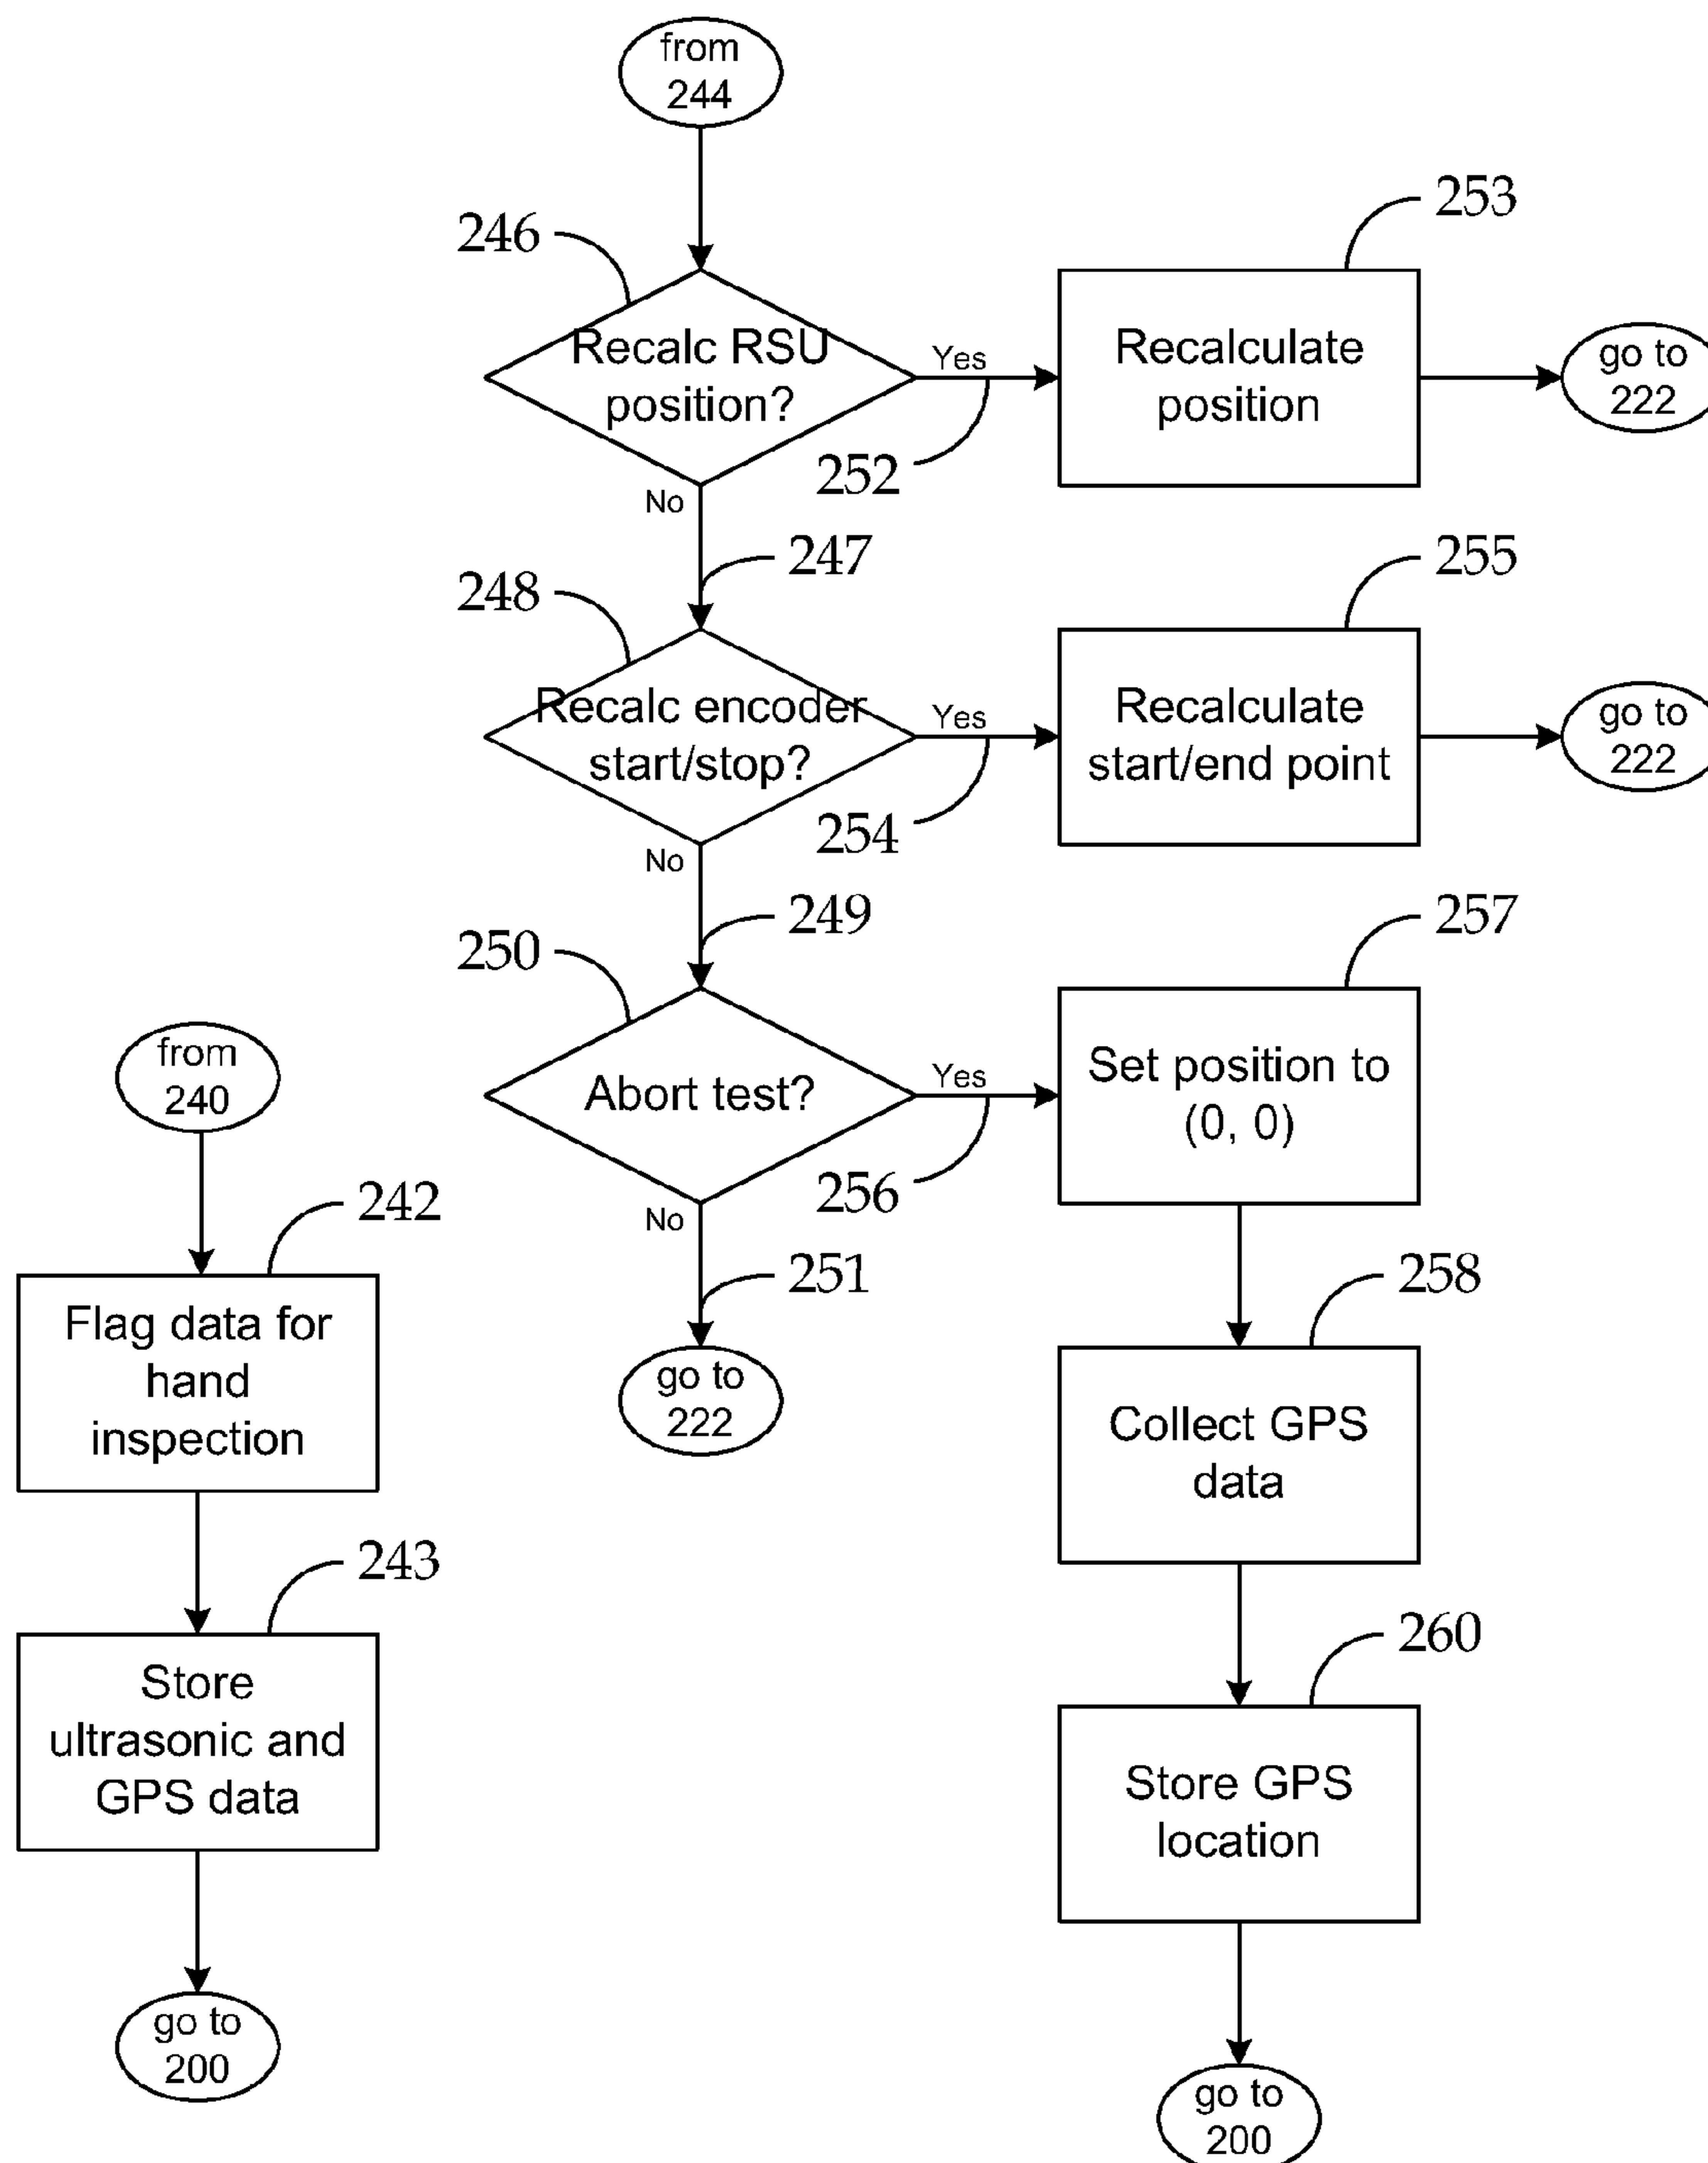 from
244
246
Recalc RSU
position?
Yes
252
253
Recalculate
position
go to
222
No
247
248
Recalc encoder
start/stop?
Yes
254
255
Recalculate
start/end point
go to
222
No
249
250
Abort test?
Yes
256
257
Set position to
(0, 0)
No
251
go to
222
258
Collect GPS
data
260
Store GPS
location
go to
200
from
240
242
Flag data for
hand
inspection
243
Store
ultrasonic and
GPS data
go to
200